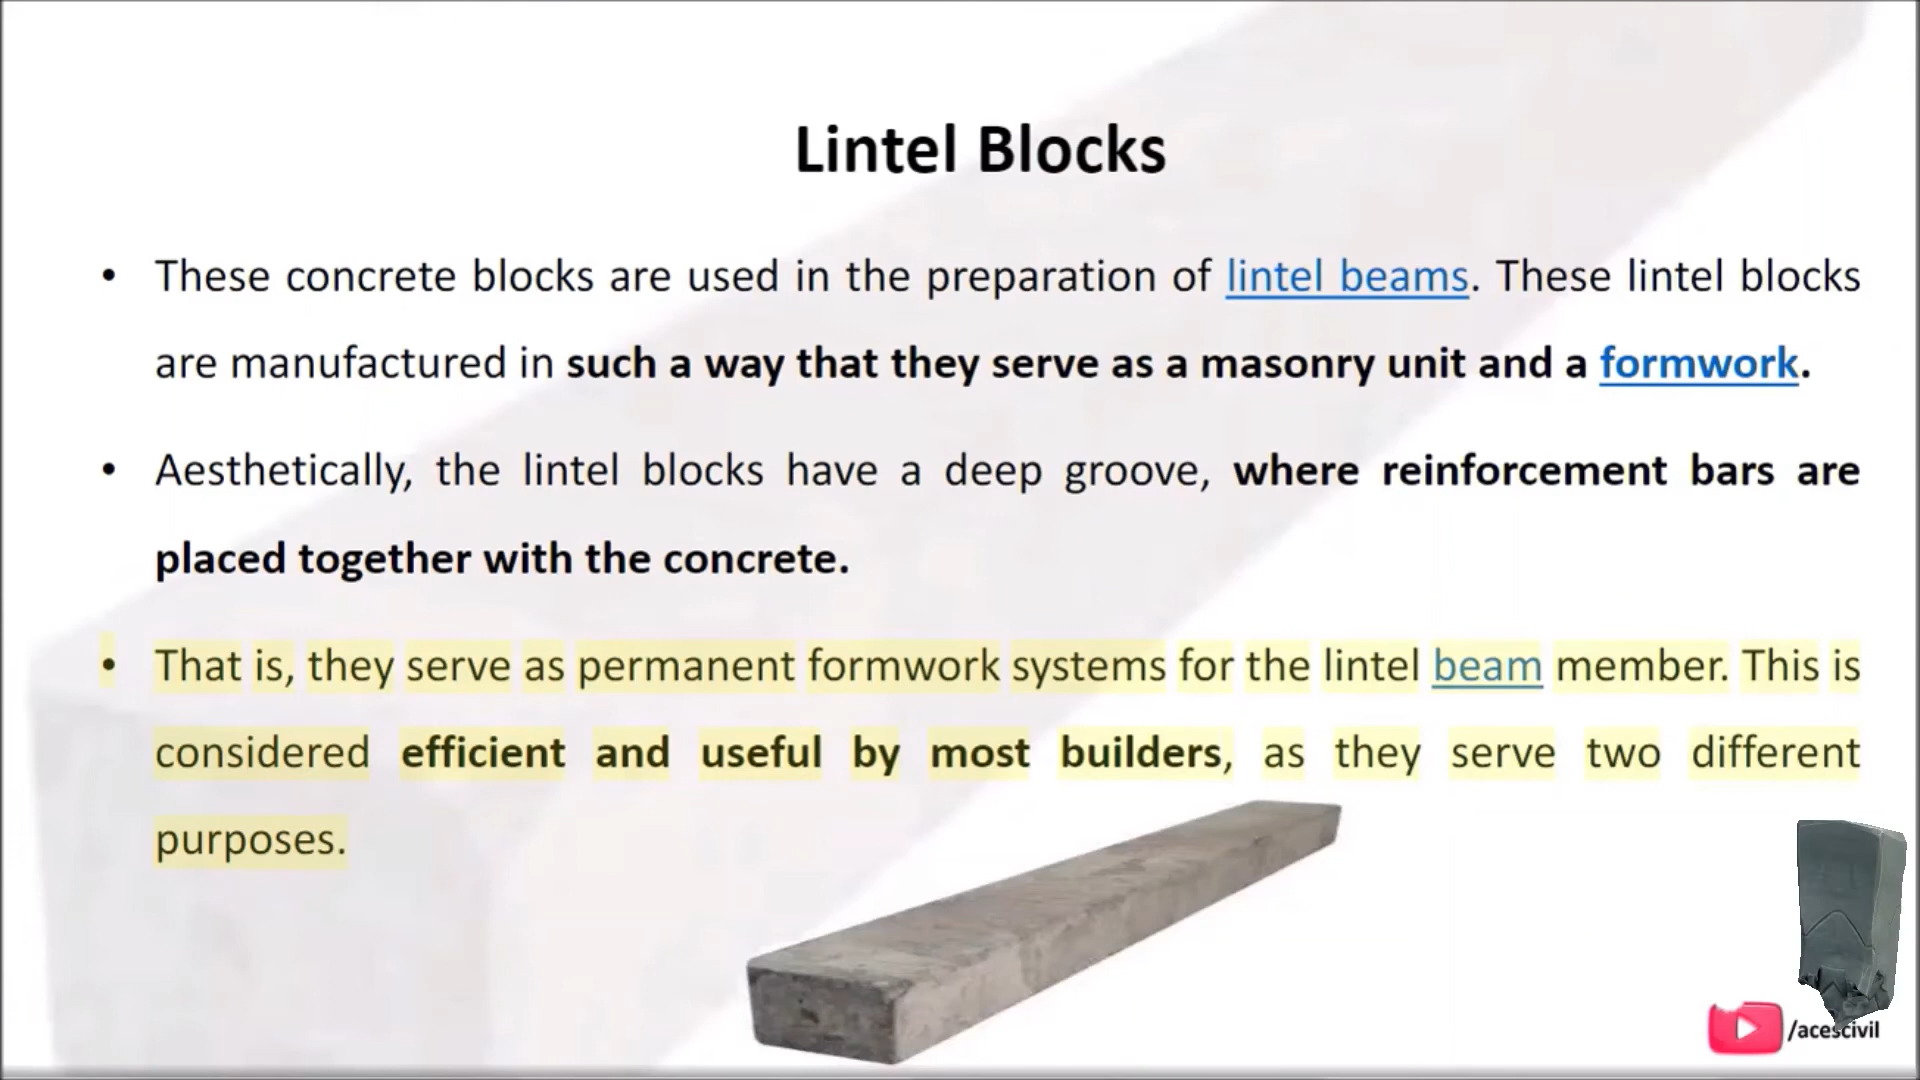 Lintel Blocks
• These concrete blocks are used in the preparation of lintel beams. These lintel blocks
are manufactured in such a way that they serve as a masonry unit and a formwork.
• Aesthetically, the lintel blocks have a deep groove, where reinforcement bars are
placed together with the concrete.
• That is, they serve as permanent formwork systems for the lintel beam member. This is
considered efficient and useful by most builders, as they serve two different
purposes.
/acescivil